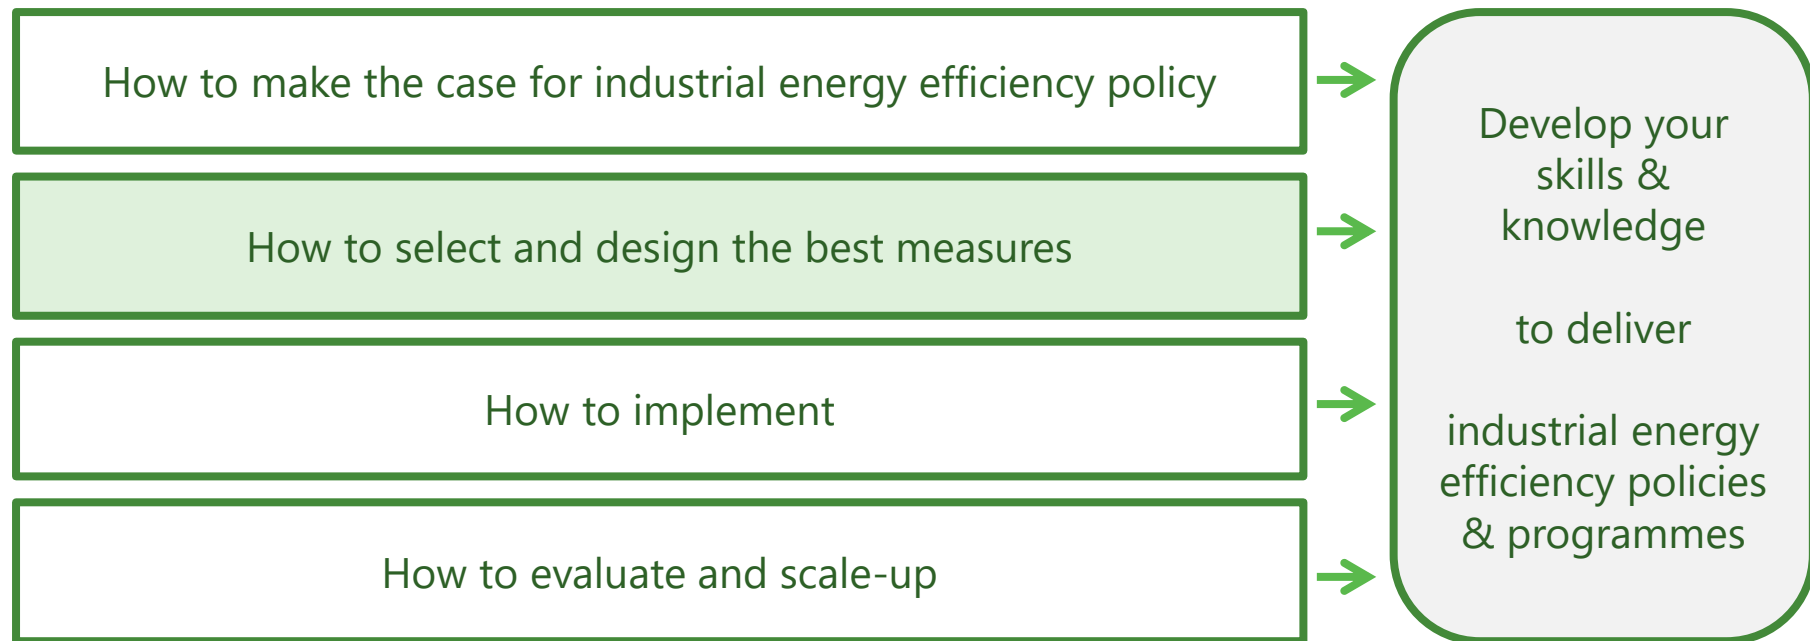 How to make the case for industrial energy efficiency policy
How to select and design the best measures
How to implement
How to evaluate and scale-up
Develop your
skills &
knowledge
to deliver
industrial energy
efficiency policies
& programmes